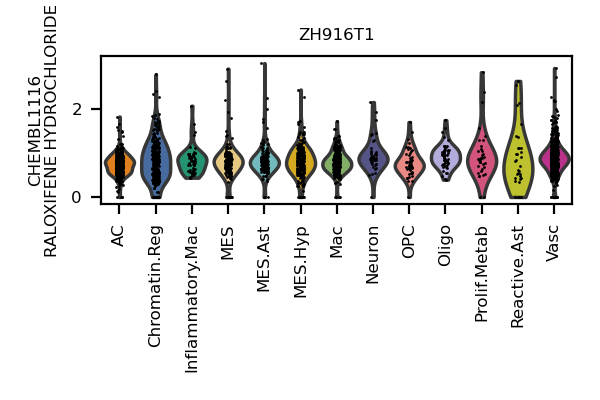 ZH916T1
CHEMBL1116
RALOXIFENE HYDROCHLORIDE
2
0
AC
Chromatin.Reg
Inflammatory.Mac
MES
MES.Ast
MES.Hyp
Mac
Neuron
OPC
Oligo
Prolif.Metab
Reactive.Ast
Vasc